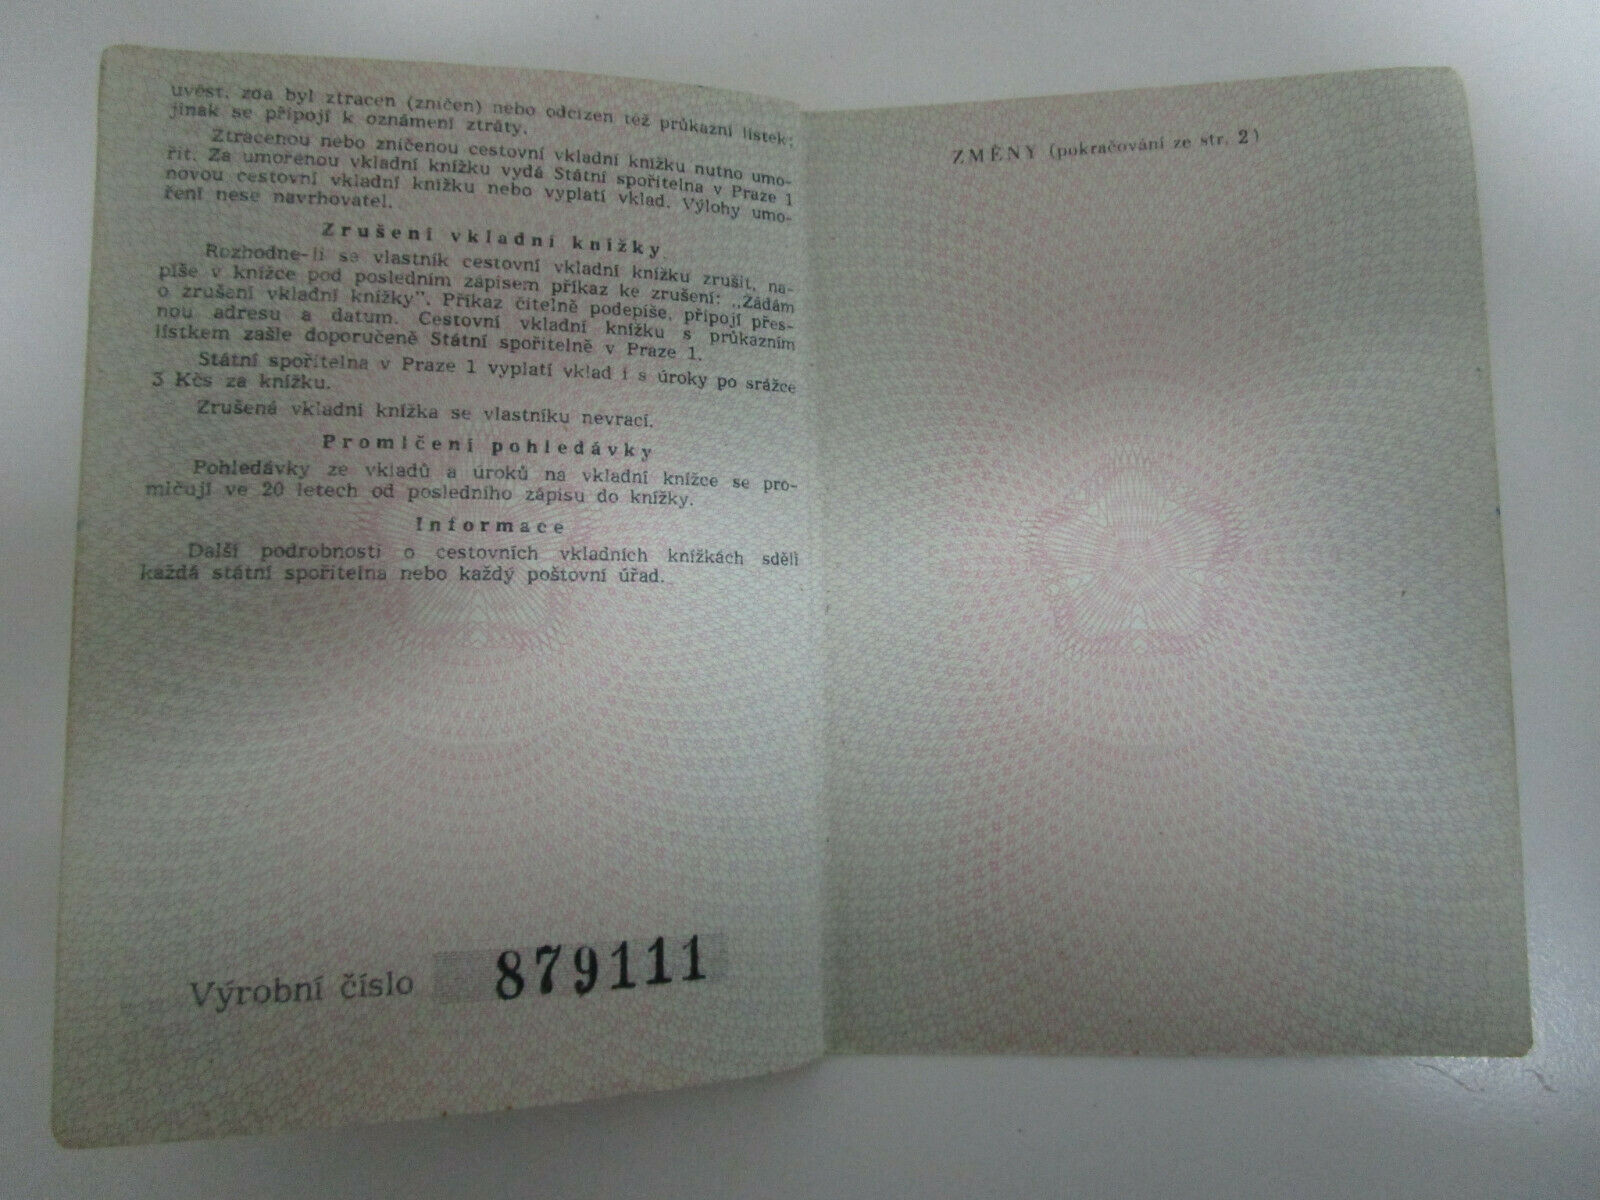 uvést, zda byl ztracen (zničen) nebo odcizen též průkazní lístek;
jinak se připojí k oznámení ztráty.
Ztracenou nebo zničenou cestovní vkladní knížku nutno umo-
řit. Za umořenou vkladní knížku vydá Státní spořitelna v Praze 1
novou cestovní vkladní knížku nebo vyplatí vklad. Výlohy umo-
ření nese navrhovatel.
Zrušení vkladní knížky
Rozhodne-li se vlastník cestovní vkladní knížku zrušit, na-
píše v knížce pod posledním zápisem příkaz ke zrušení: „Žádám
o zrušení vkladní knížky". Příkaz čitelně podepíše, připojí přes-
nou adresu a datum. Cestovní vkladní knížku s průkazním
lístkem zašle doporučeně Státní spořitelně v Praze 1.
Státní spořitelna v Praze 1 vyplatí vklad i s úroky po srážce
3 Kčs za knížku.
Zrušená vkladní knížka se vlastníku nevrací.
Promlčení pohledávky
Pohledávky ze vkladů a úroků na vkladní knížce se pro-
mlčují ve 20 letech od posledního zápisu do knížky.
Informace
Další podrobnosti o cestovních vkladních knížkách sdělí
každá státní spořitelna nebo každý poštovní úřad.
Výrobní číslo 879111
ZMĚNY (pokračování ze str. 2)